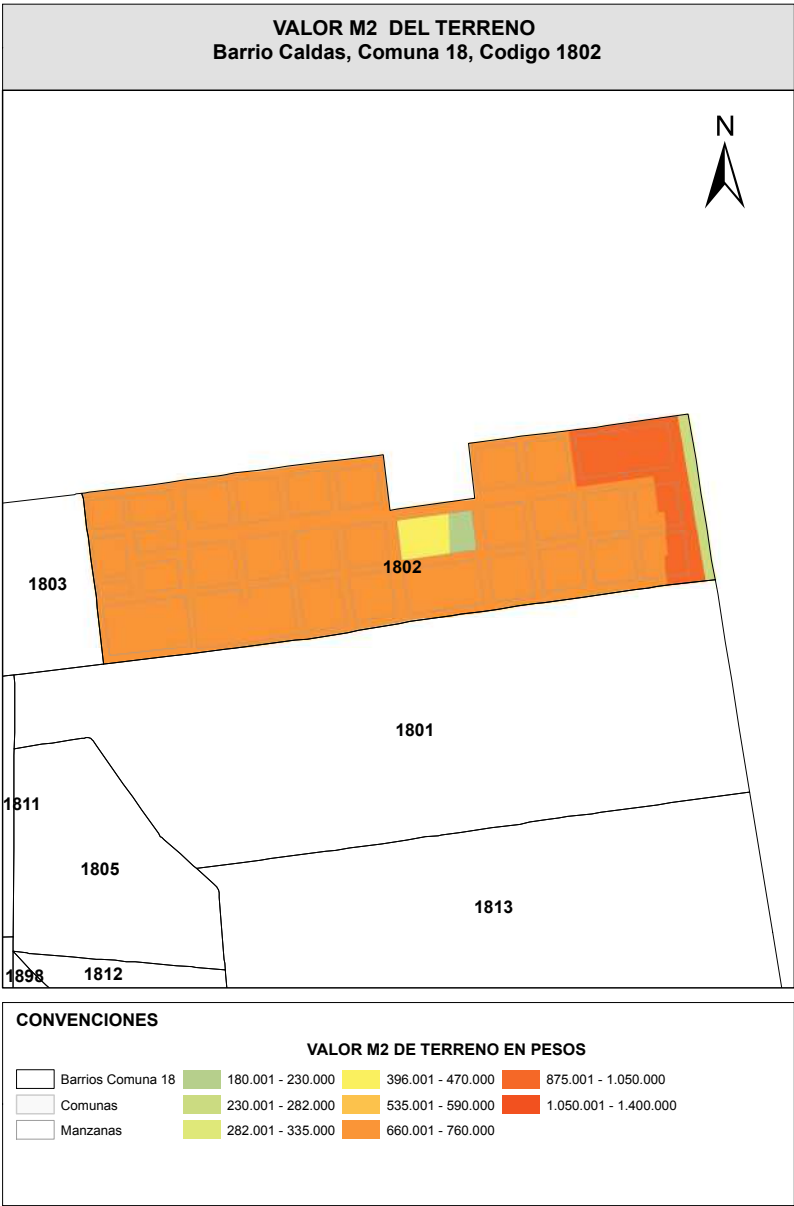 VALOR M2 DEL TERRENO
Barrio Caldas, Comuna 18, Codigo 1802
N
1803
1802
1801
1811
1805
1813
1898
1812
CONVENCIONES
VALOR M2 DE TERRENO EN PESOS
Barrios Comuna 18
180.001 - 230.000
396.001 - 470.000
875.001 - 1.050.000
Comunas
230.001 - 282.000
535.001 - 590.000
1.050.001 - 1.400.000
Manzanas
282.001 - 335.000
660.001 - 760.000